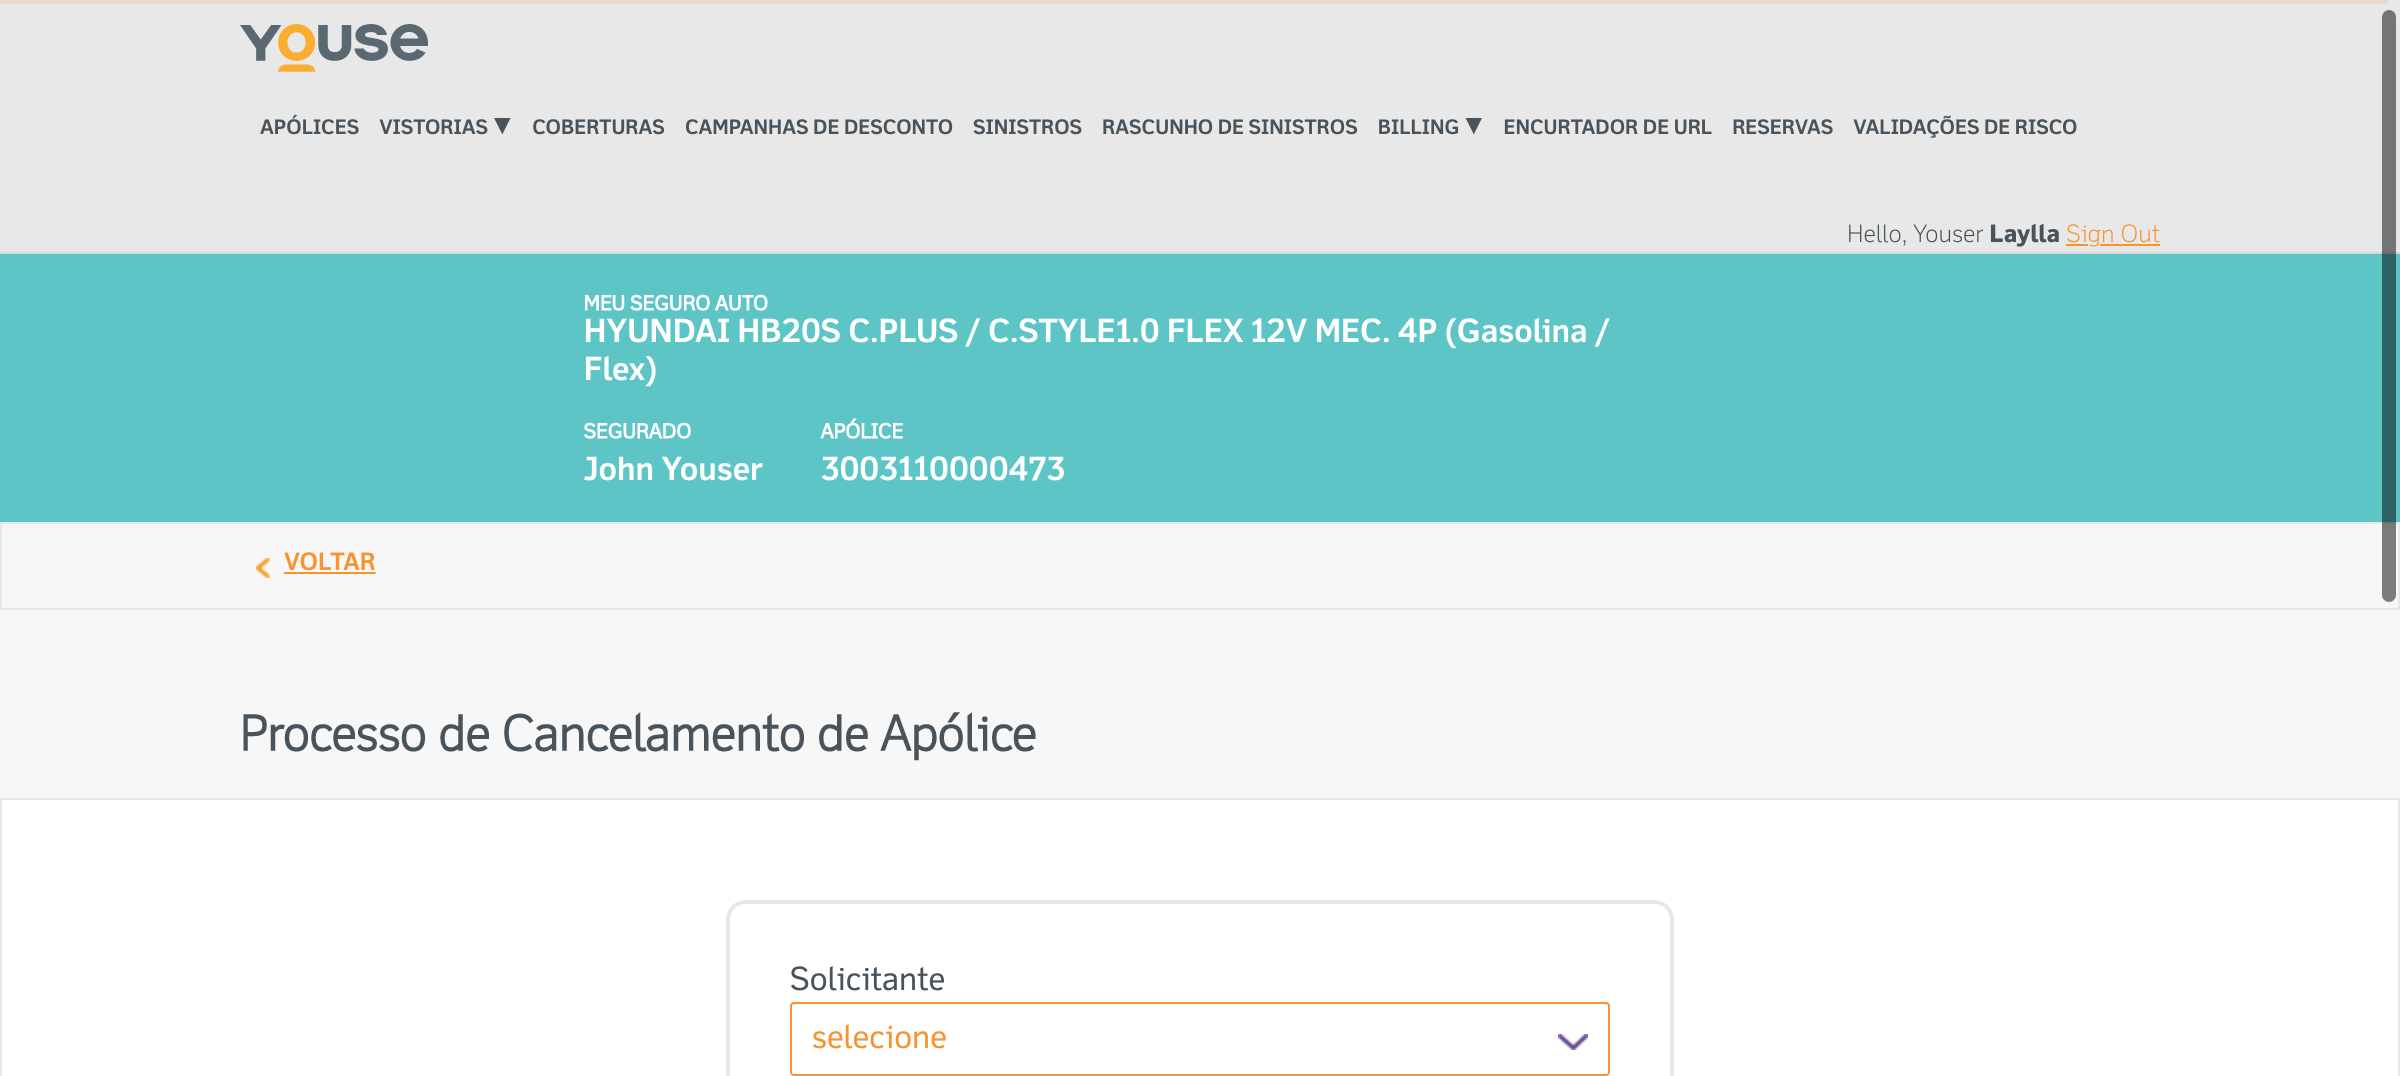 Youse
APÓLICES VISTORIAS ▼ COBERTURAS CAMPANHAS DE DESCONTO SINISTROS RASCUNHO DE SINISTROS BILLING ▼ ENCURTADOR DE URL RESERVAS VALIDAÇÕES DE RISCO
Hello, Youser Laylla Sign Out
MEU SEGURO AUTO
HYUNDAI HB20S C.PLUS / C.STYLE1.0 FLEX 12V MEC. 4P (Gasolina /
Flex)
SEGURADO APÓLICE
John Youser 3003110000473
VOLTAR
Processo de Cancelamento de Apólice
Solicitante
selecione